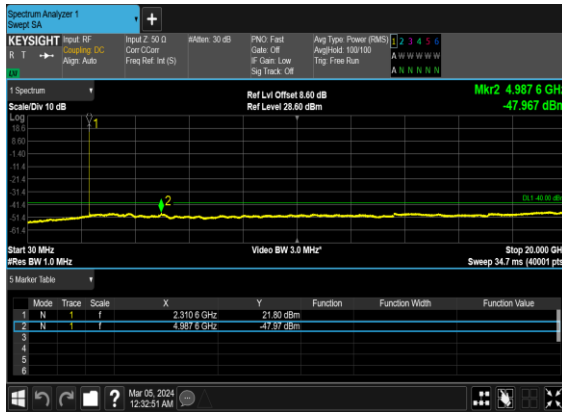 Spectrum Analyzer 1
Swept SA
+
KEYSIGHT
R T
Input: RF
Coupling: DC
Align: Auto
Input Z: 50 Ω
Corr CCorr
Freq Ref: Int (S)
#Atten: 30 dB
PNO: Fast
Gate: Off
IF Gain: Low
Sig Track: Off
Avg Type: Power (RMS)
Avg|Hold: 100/100
Trig: Free Run
1 2 3 4 5 6
A W W W W W
A N N N N N
1 Spectrum
Scale/Div 10 dB
Ref Lvl Offset 8.60 dB
Ref Level 28.60 dBm
Mkr2 4.987 6 GHz
-47.967 dBm
Log
18.6
8.60
-1.40
-11.4
-21.4
-31.4
-41.4
-51.4
-61.4
1
2
DL1 -40.00 dBm
Start 30 MHz
#Res BW 1.0 MHz
Video BW 3.0 MHz*
Stop 20.000 GHz
Sweep 34.7 ms (40001 pts)
5 Marker Table
Mode Trace Scale X Y Function Function Width Function Value
1 N 1 f 2.310 6 GHz 21.80 dBm
2 N 1 f 4.987 6 GHz -47.97 dBm
3
4
5
6
?
Mar 05, 2024
12:32:51 AM